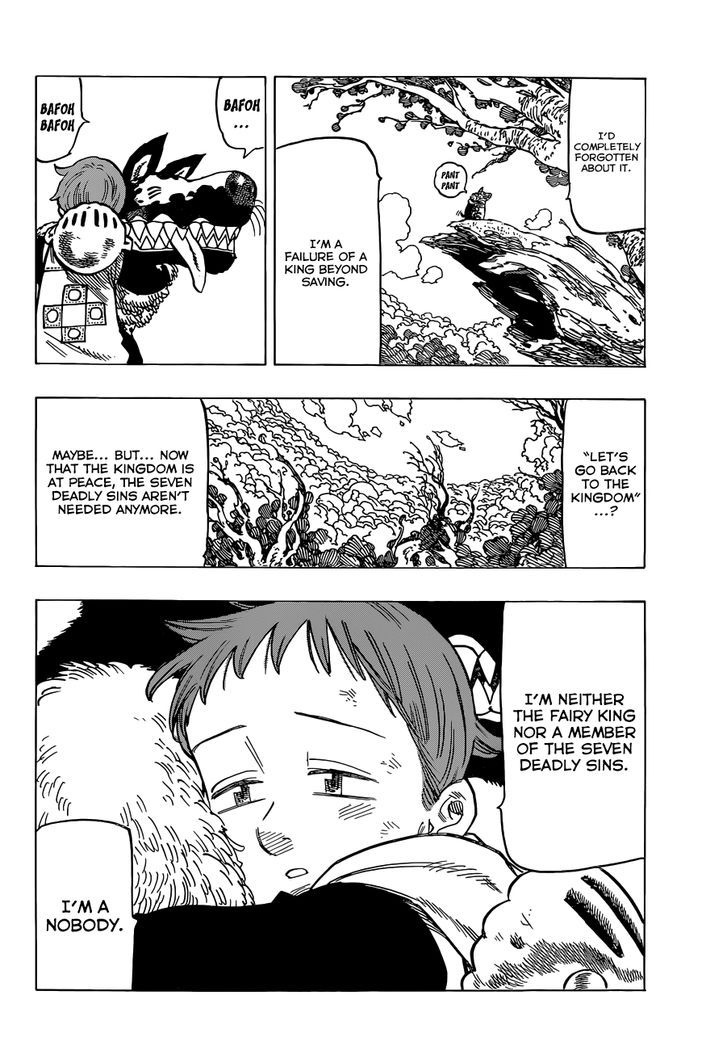 I'D
COMPLETELY
FORGOTTEN
ABOUT IT.
PANT
PANT
I'M A
FAILURE OF A
KING BEYOND
SAVING.
BAFOH
...
BAFOH
BAFOH
"LET'S
GO BACK
TO THE
KINGDOM"
...?
MAYBE... BUT... NOW
THAT THE KINGDOM IS
AT PEACE, THE SEVEN
DEADLY SINS AREN'T
NEEDED ANYMORE.
I'M NEITHER
THE FAIRY KING
NOR A MEMBER
OF THE SEVEN
DEADLY SINS.
I'M A
NOBODY.